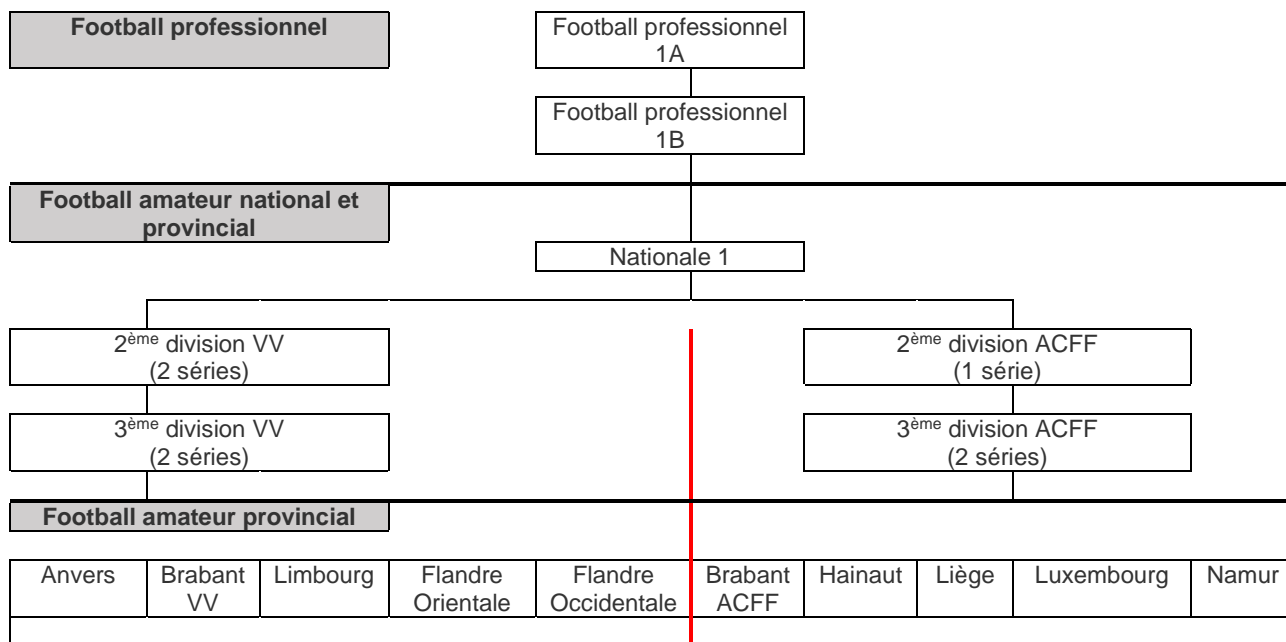 Football professionnel
Football professionnel
1A
Football professionnel
1B
Football amateur national et
provincial
Nationale 1
2ème division VV
(2 séries)
2ème division ACFF
(1 série)
3ème division VV
(2 séries)
3ème division ACFF
(2 séries)
Football amateur provincial
Anvers
Brabant
VV
Limbourg
Flandre
Orientale
Flandre
Occidentale
Brabant
ACFF
Hainaut
Liège
Luxembourg
Namur